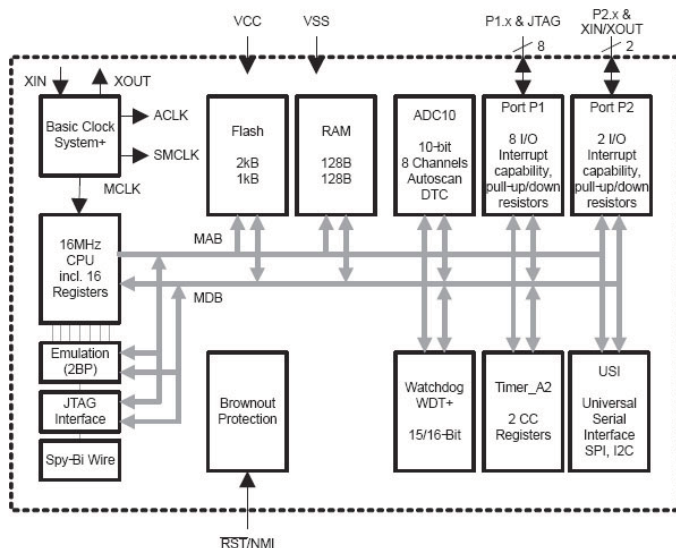 VCC
VSS
P1.x & JTAG
8
P2.x &
XIN/XOUT
2
XIN
XOUT
Basic Clock
System+
ACLK
SMCLK
MCLK
Flash
2kB
1kB
RAM
128B
128B
ADC10
10-bit
8 Channels
Autoscan
DTC
Port P1
8 I/O
Interrupt
capability,
pull-up/down
resistors
Port P2
2 I/O
Interrupt
capability,
pull-up/down
resistors
16MHz
CPU
incl. 16
Registers
MAB
MDB
Emulation
(2BP)
JTAG
Interface
Spy-Bi Wire
Brownout
Protection
RST/NMI
Watchdog
WDT+
15/16-Bit
Timer_A2
2 CC
Registers
USI
Universal
Serial
Interface
SPI, I2C